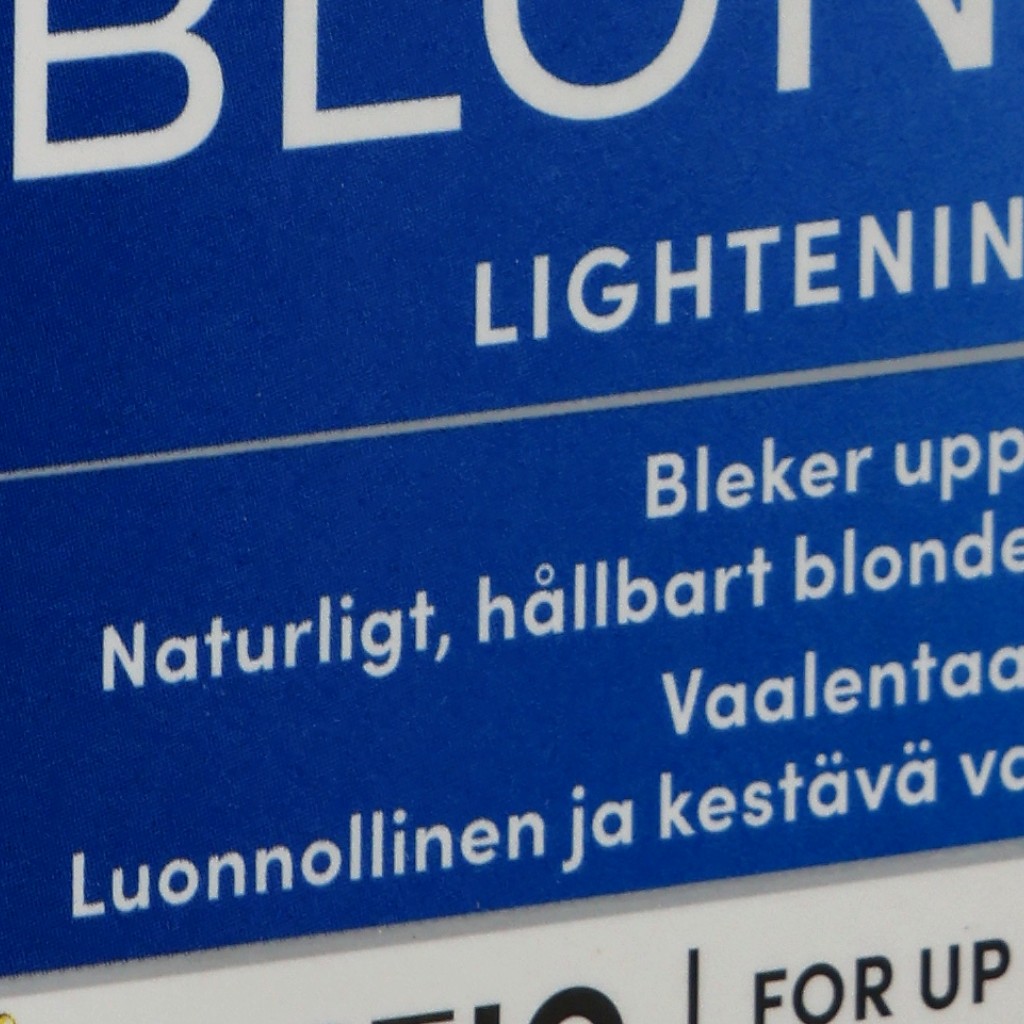 BLON
LIGHTENIN
Bleker upp
Naturligt, hållbart blonde
Vaalentaa
Luonnollinen ja kestävä va
FOR UP